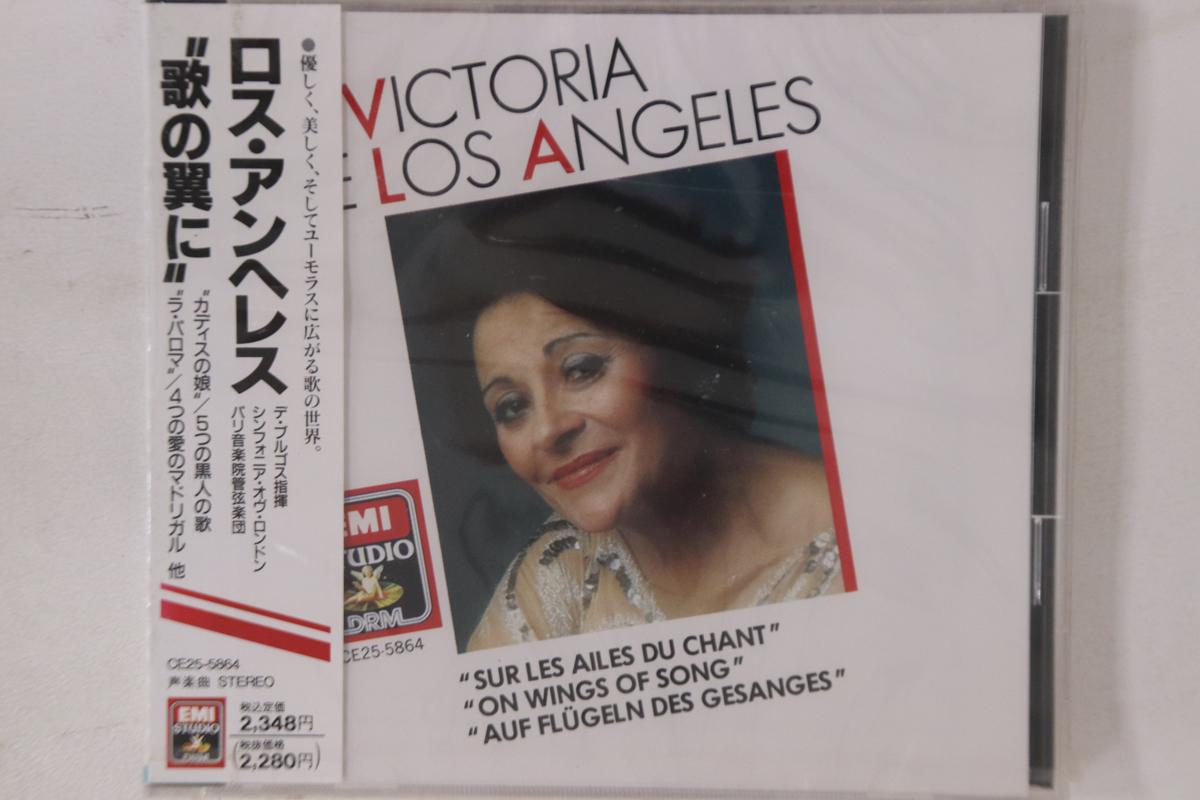 ●優しく、美しく、そしてユーモラスに広がる歌の世界。
ロス・アンヘレス
デ・ブルゴス指揮
シンフォニア・オヴ・ロンドン
パリ音楽院管弦楽団
“歌の翼に”
“カディスの娘”/5つの黒人の歌
“ラ・パロマ”/4つの愛のマドリガル 他
CE25-5864
声楽曲 STEREO
EMI
STUDIO
DRM
税込定価
2,348円
(税抜価格
2,280円)
VICTORIA
E LOS ANGELES
EMI
TUDIO
DRM
CE25-5864
“SUR LES AILES DU CHANT”
“ON WINGS OF SONG”
“AUF FLÜGELN DES GESANGES”